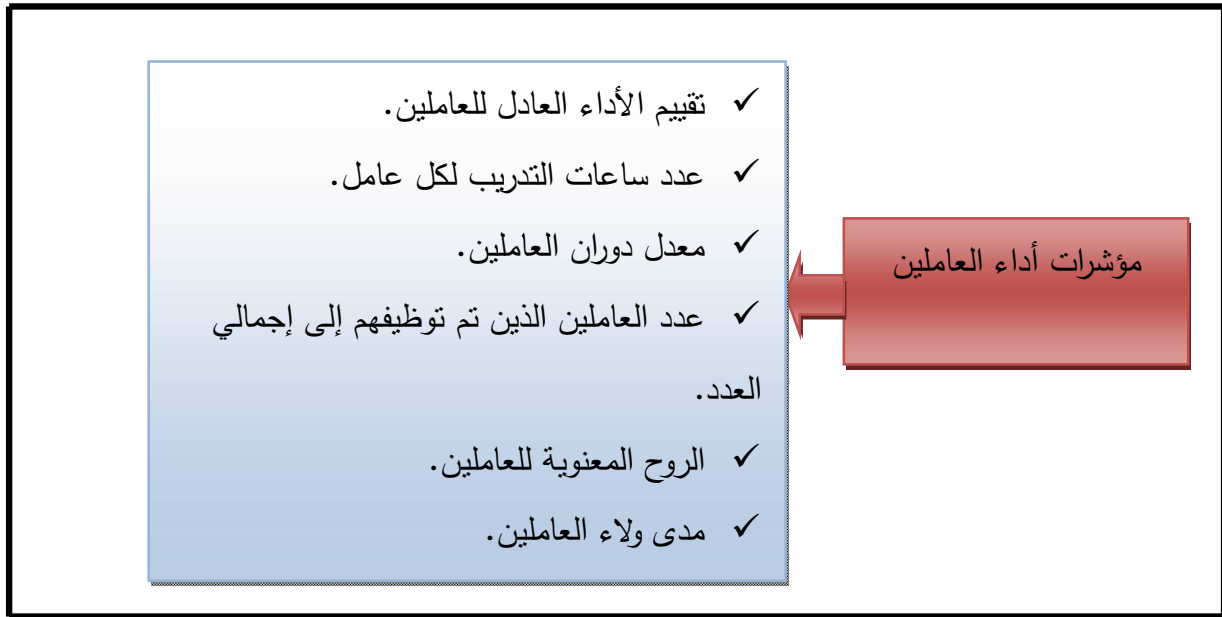 مؤشرات أداء العاملين
✓ تقييم الأداء العادل للعاملين.
✓ عدد ساعات التدريب لكل عامل.
✓ معدل دوران العاملين.
✓ عدد العاملين الذين تم توظيفهم إلى إجمالي
العدد.
✓ الروح المعنوية للعاملين.
✓ مدى ولاء العاملين.